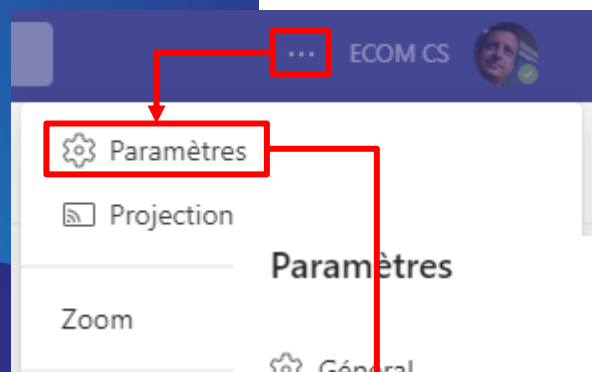 ... ECOM CS
Paramètres
Projection
Paramètres
Zoom
Général